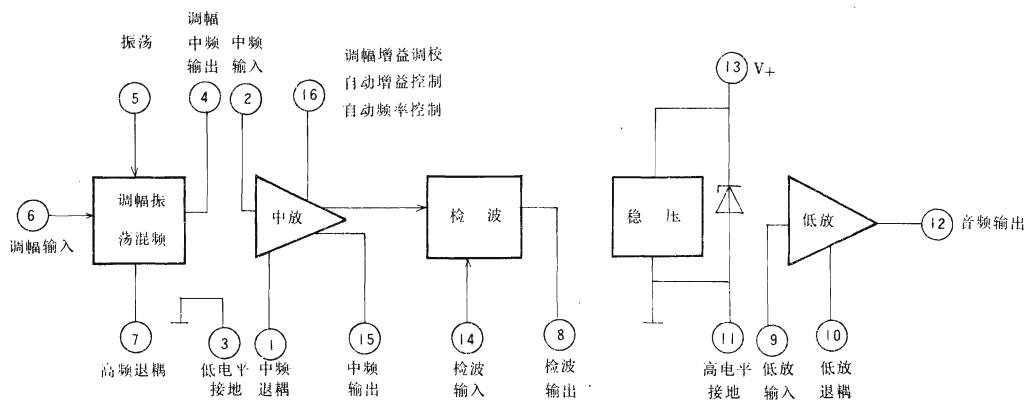 调幅
振荡
中频 中频
输出 输入
调幅增益调校
自动增益控制
自动频率控制
5
4
2
16
13 V+
6
调幅输入
调幅振
荡混频
中放
检 波
稳 压
低放
12 音频输出
7
高频退耦
3
低电平
接地
1
中频
退耦
15
中频
输出
14
检波
输入
8
检波
输出
11
高电平
接地
9
低放
输入
10
低放
退耦